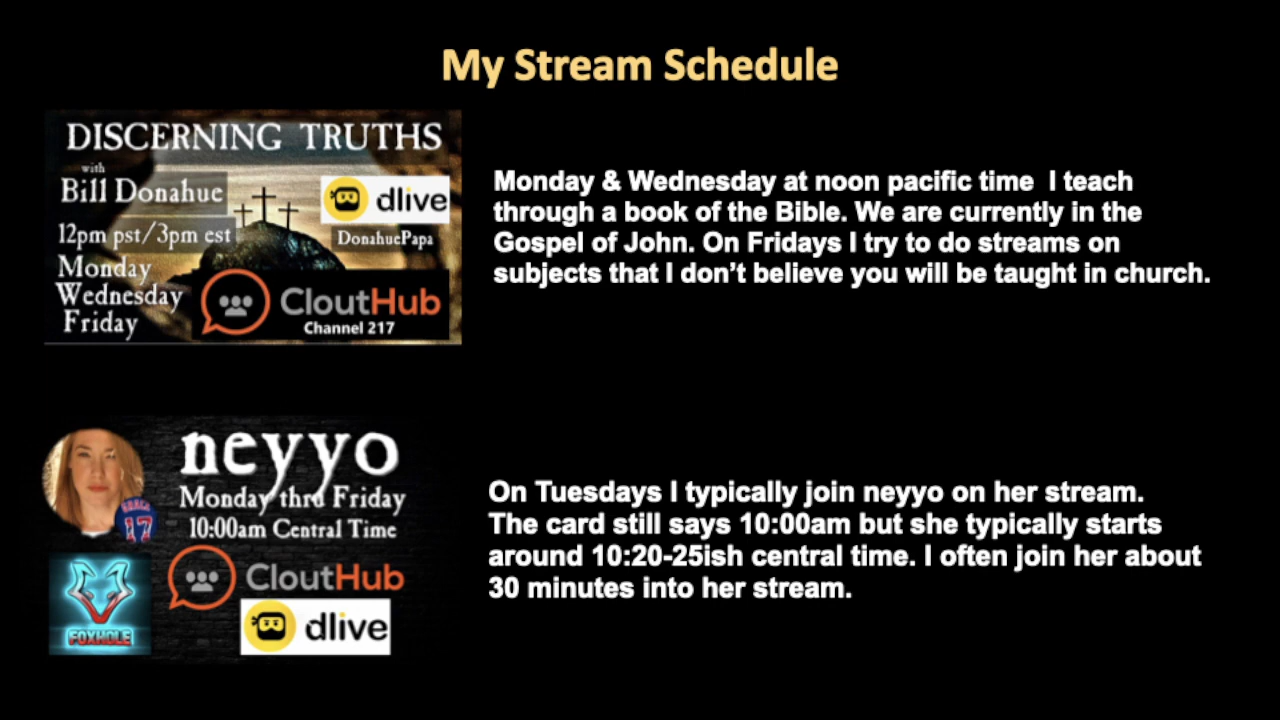 My Stream Schedule
DISCERNING TRUTHS
with
Bill Donahue
12pm pst/3pm est
Monday
Wednesday
Friday
dlive
DonahuePapa
CloutHub
Channel 217
Monday & Wednesday at noon pacific time  I teach
through a book of the Bible. We are currently in the
Gospel of John. On Fridays I try to do streams on
subjects that I don’t believe you will be taught in church.
neyyo
Monday thru Friday
10:00am Central Time
17
CloutHub
FOXHOLE
dlive
On Tuesdays I typically join neyyo on her stream.
The card still says 10:00am but she typically starts
around 10:20-25ish central time. I often join her about
30 minutes into her stream.